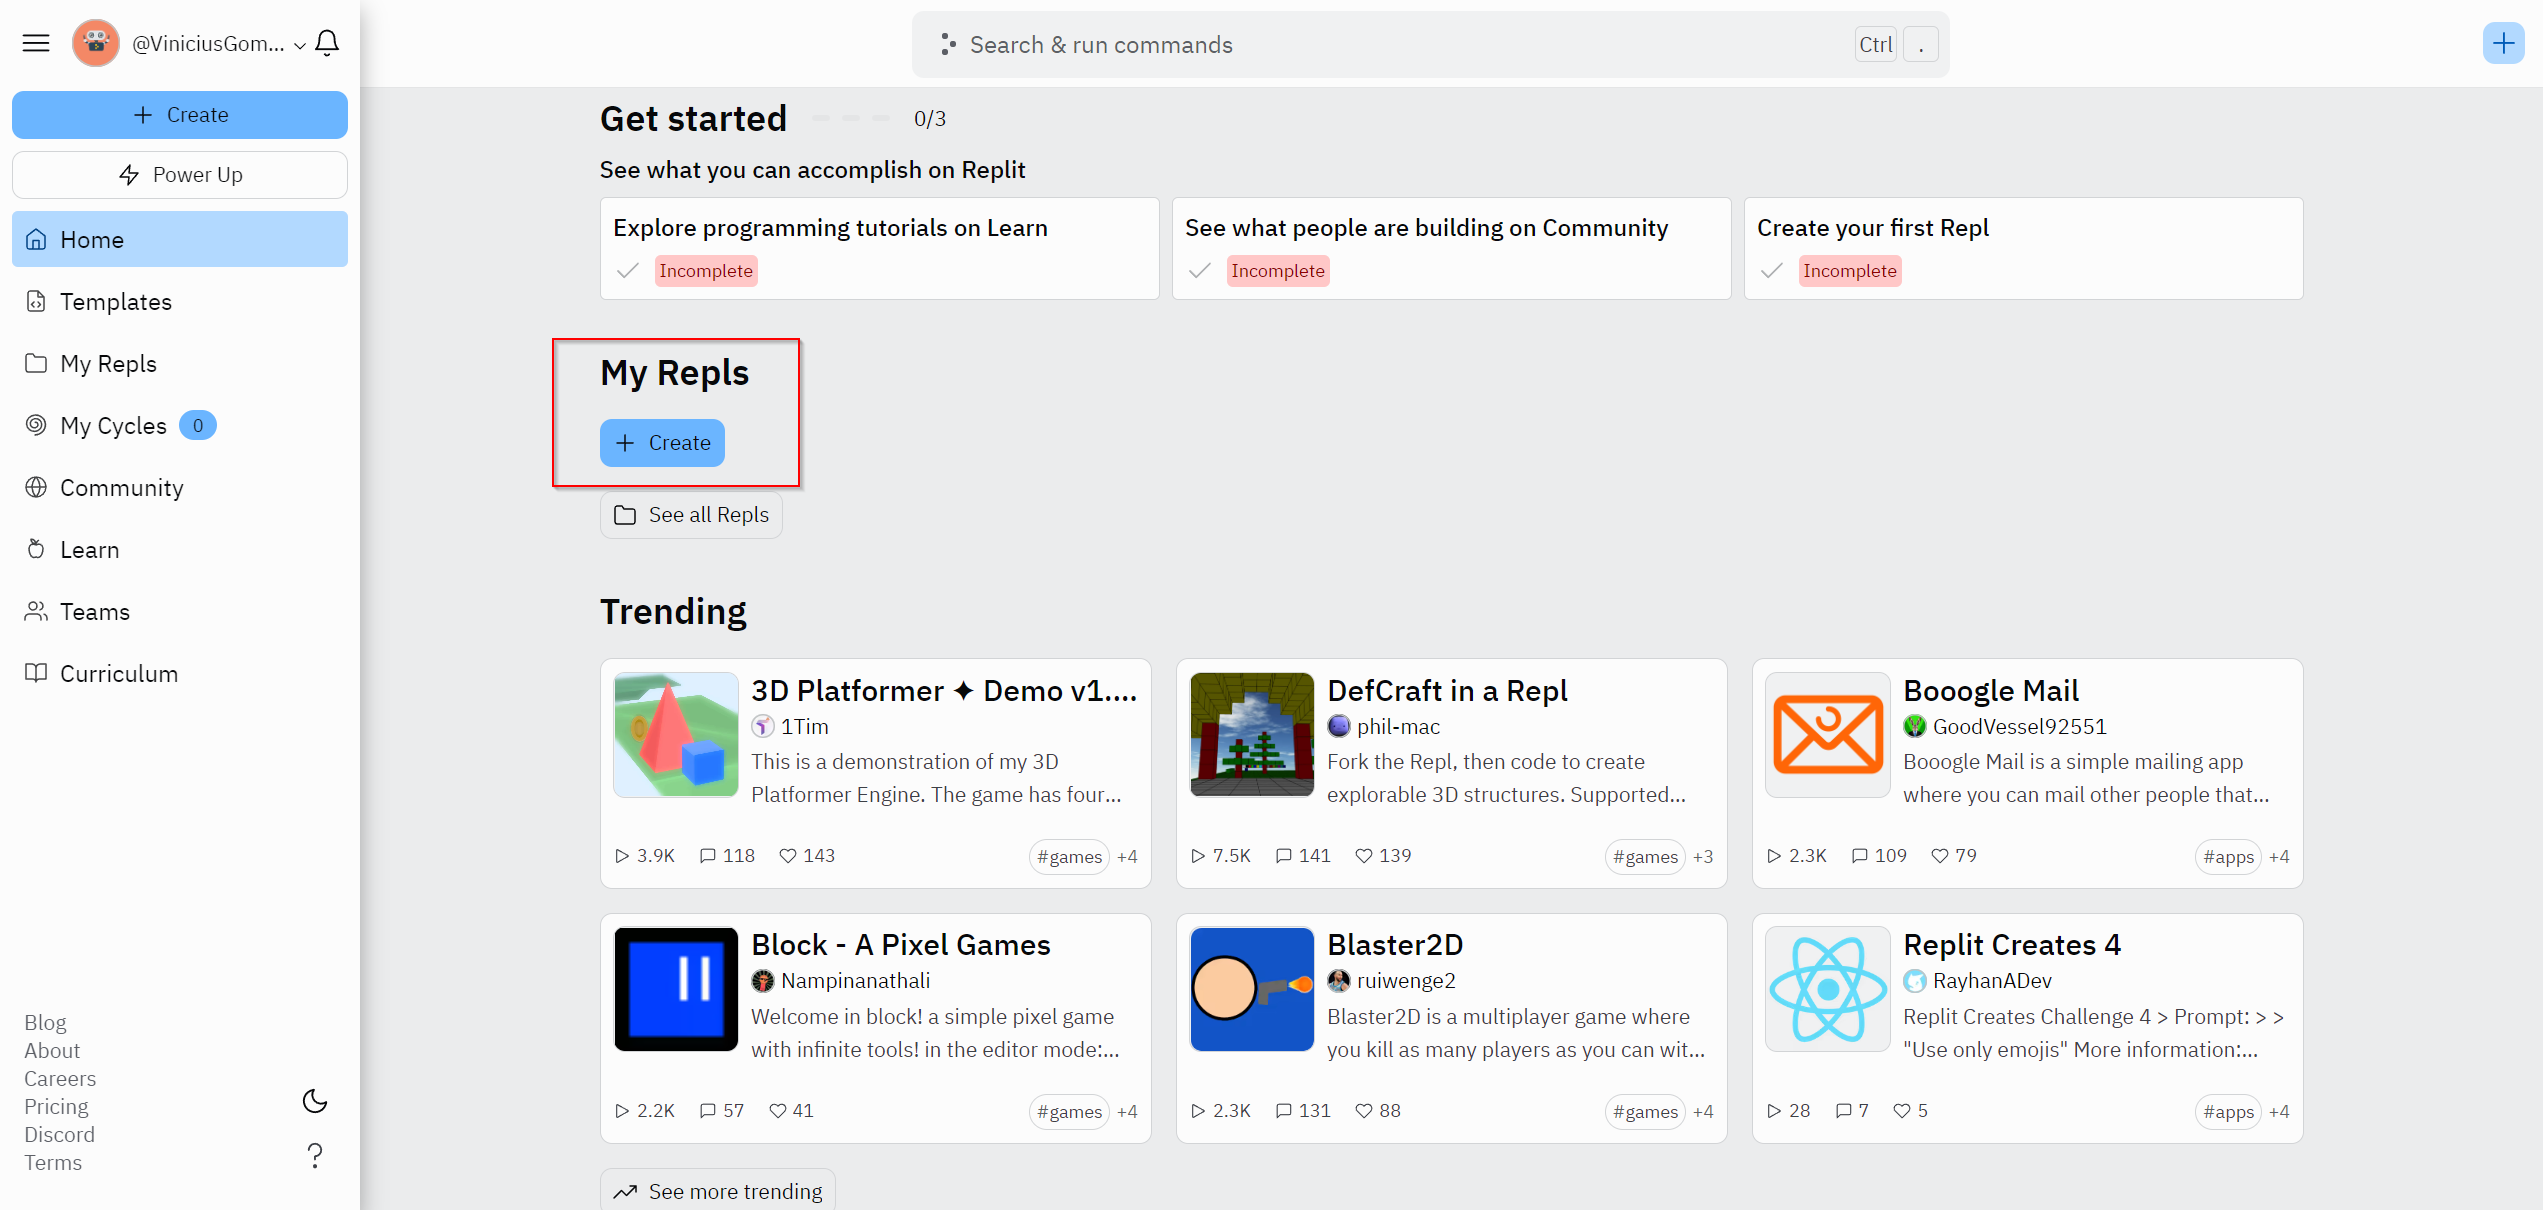 @ViniciusGom...
Search & run commands
Ctrl .
+ Create
Power Up
Home
Templates
My Repls
My Cycles 0
Community
Learn
Teams
Curriculum
Blog
About
Careers
Pricing
Discord
Terms
?
Get started 0/3
See what you can accomplish on Replit
Explore programming tutorials on Learn
Incomplete
See what people are building on Community
Incomplete
Create your first Repl
Incomplete
My Repls
+ Create
See all Repls
Trending
3D Platformer ✦ Demo v1....
1Tim
This is a demonstration of my 3D
Platformer Engine. The game has four...
3.9K 118 143 #games +4
DefCraft in a Repl
phil-mac
Fork the Repl, then code to create
explorable 3D structures. Supported...
7.5K 141 139 #games +3
Booogle Mail
GoodVessel92551
Booogle Mail is a simple mailing app
where you can mail other people that...
2.3K 109 79 #apps +4
Block - A Pixel Games
Nampinanathali
Welcome in block! a simple pixel game
with infinite tools! in the editor mode:...
2.2K 57 41 #games +4
Blaster2D
ruiwenge2
Blaster2D is a multiplayer game where
you kill as many players as you can wit...
2.3K 131 88 #games +4
Replit Creates 4
RayhanADev
Replit Creates Challenge 4 > Prompt: > >
"Use only emojis" More information:...
28 7 5 #apps +4
See more trending